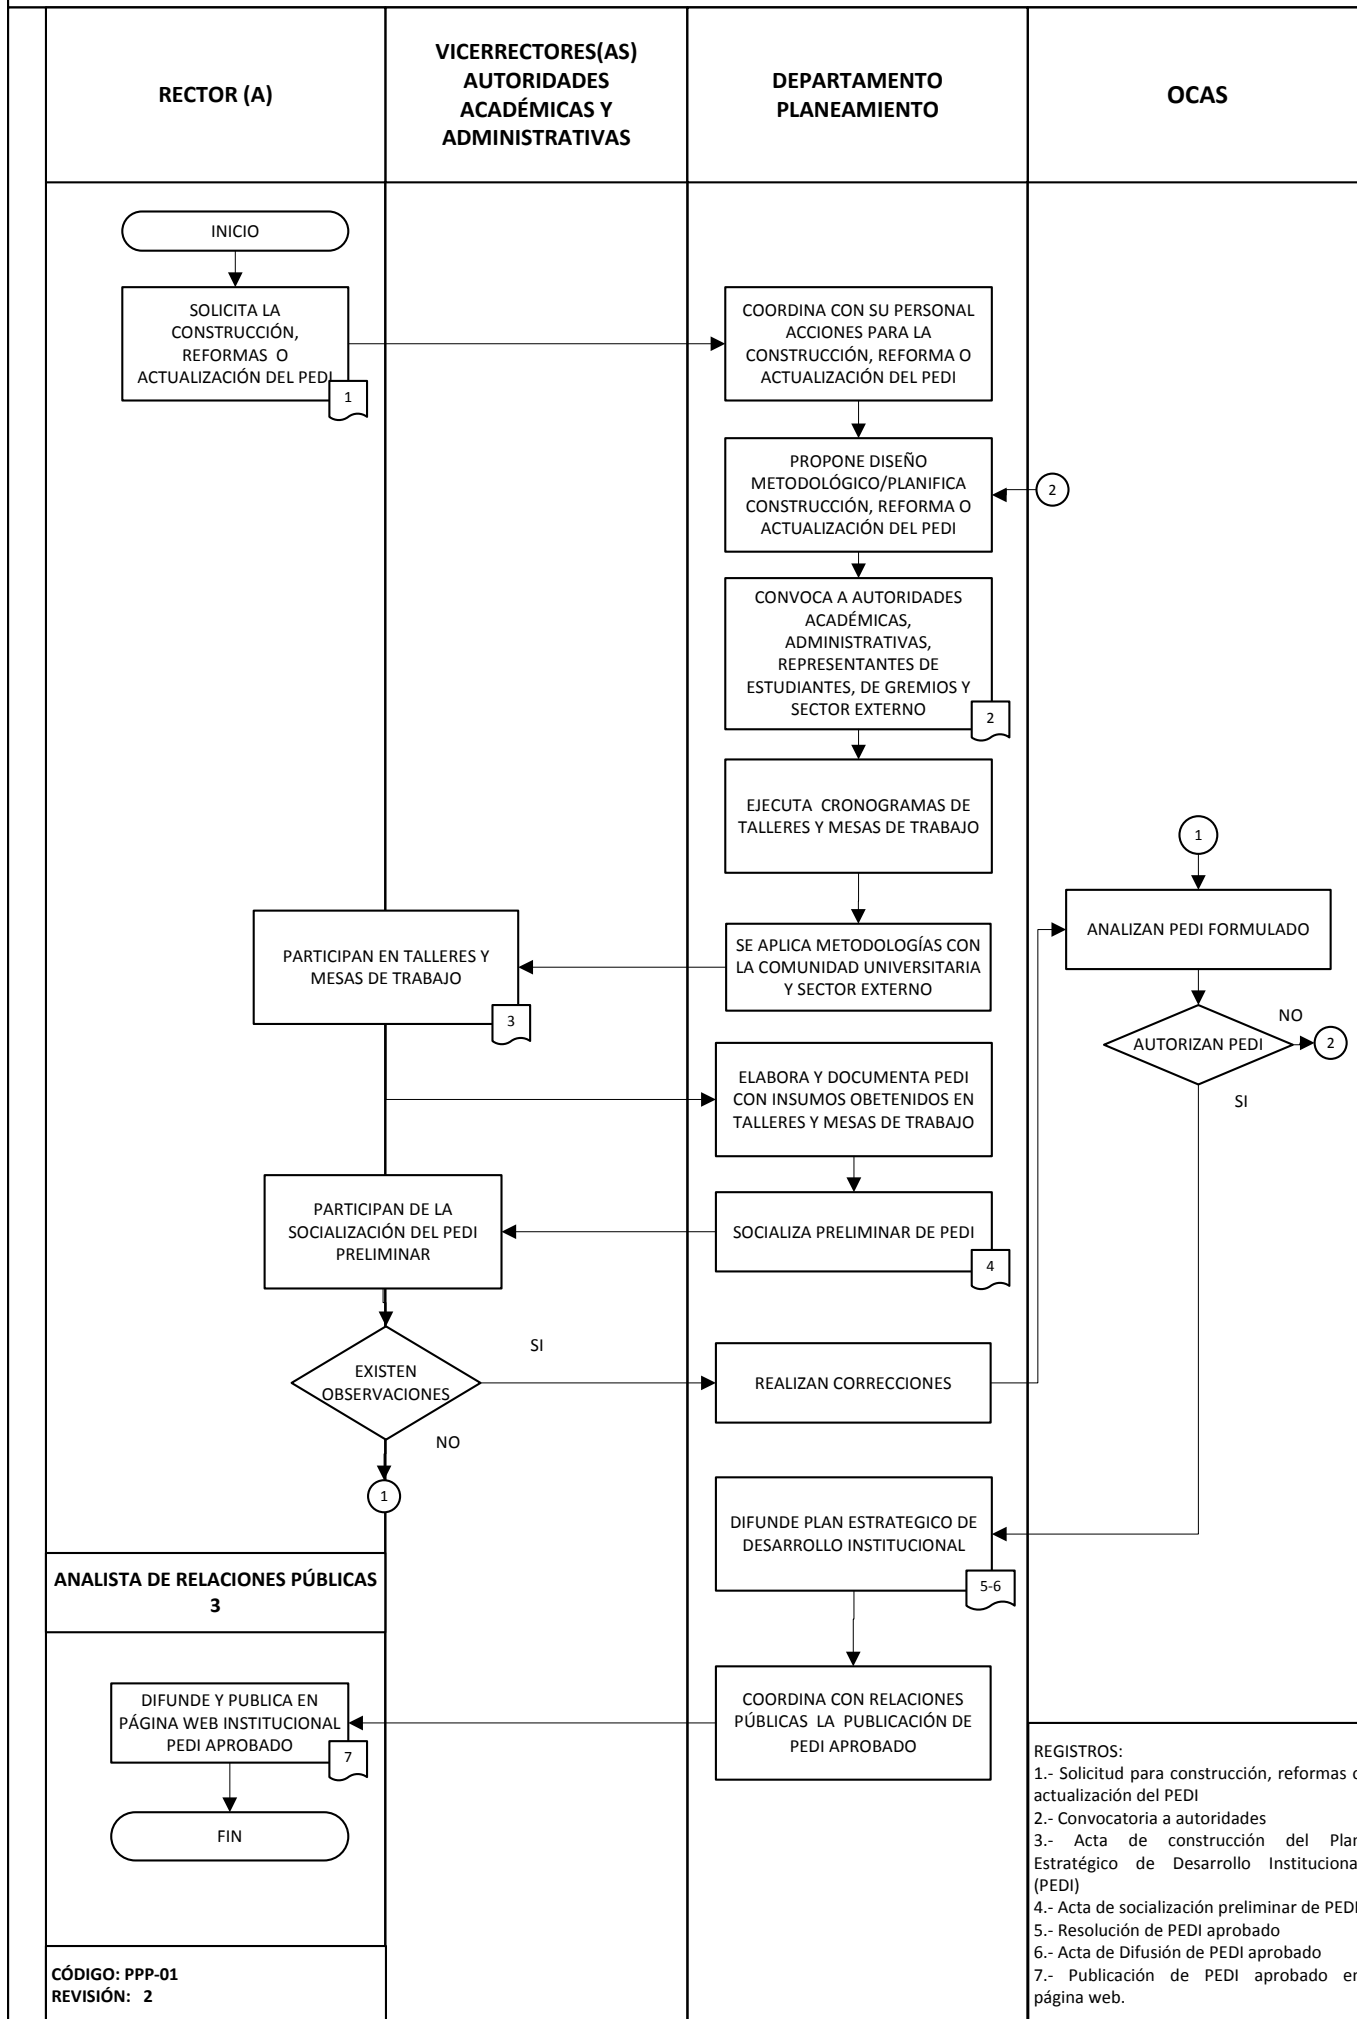 RECTOR (A)
VICERRECTORES(AS)
AUTORIDADES
ACADÉMICAS Y
ADMINISTRATIVAS
DEPARTAMENTO
PLANEAMIENTO
OCAS
INICIO
SOLICITA LA
CONSTRUCCIÓN,
REFORMAS O
ACTUALIZACIÓN DEL PEDI
1
COORDINA CON SU PERSONAL
ACCIONES PARA LA
CONSTRUCCIÓN, REFORMA O
ACTUALIZACIÓN DEL PEDI
PROPONE DISEÑO
METODOLÓGICO/PLANIFICA
CONSTRUCCIÓN, REFORMA O
ACTUALIZACIÓN DEL PEDI
2
CONVOCA A AUTORIDADES
ACADÉMICAS,
ADMINISTRATIVAS,
REPRESENTANTES DE
ESTUDIANTES, DE GREMIOS Y
SECTOR EXTERNO
2
EJECUTA CRONOGRAMAS DE
TALLERES Y MESAS DE TRABAJO
1
ANALIZAN PEDI FORMULADO
PARTICIPAN EN TALLERES Y
MESAS DE TRABAJO
3
SE APLICA METODOLOGÍAS CON
LA COMUNIDAD UNIVERSITARIA
Y SECTOR EXTERNO
AUTORIZAN PEDI
NO
2
SI
ELABORA Y DOCUMENTA PEDI
CON INSUMOS OBETENIDOS EN
TALLERES Y MESAS DE TRABAJO
PARTICIPAN DE LA
SOCIALIZACIÓN DEL PEDI
PRELIMINAR
SOCIALIZA PRELIMINAR DE PEDI
4
EXISTEN
OBSERVACIONES
SI
NO
1
REALIZAN CORRECCIONES
DIFUNDE PLAN ESTRATEGICO DE
DESARROLLO INSTITUCIONAL
5-6
ANALISTA DE RELACIONES PÚBLICAS
3
DIFUNDE Y PUBLICA EN
PÁGINA WEB INSTITUCIONAL
PEDI APROBADO
7
COORDINA CON RELACIONES
PÚBLICAS LA PUBLICACIÓN DE
PEDI APROBADO
FIN
REGISTROS:
1.- Solicitud para construcción, reformas o
actualización del PEDI
2.- Convocatoria a autoridades
3.- Acta de construcción del Plan
Estratégico de Desarrollo Institucional
(PEDI)
4.- Acta de socialización preliminar de PEDI
5.- Resolución de PEDI aprobado
6.- Acta de Difusión de PEDI aprobado
7.- Publicación de PEDI aprobado en
página web.
CÓDIGO: PPP-01
REVISIÓN: 2